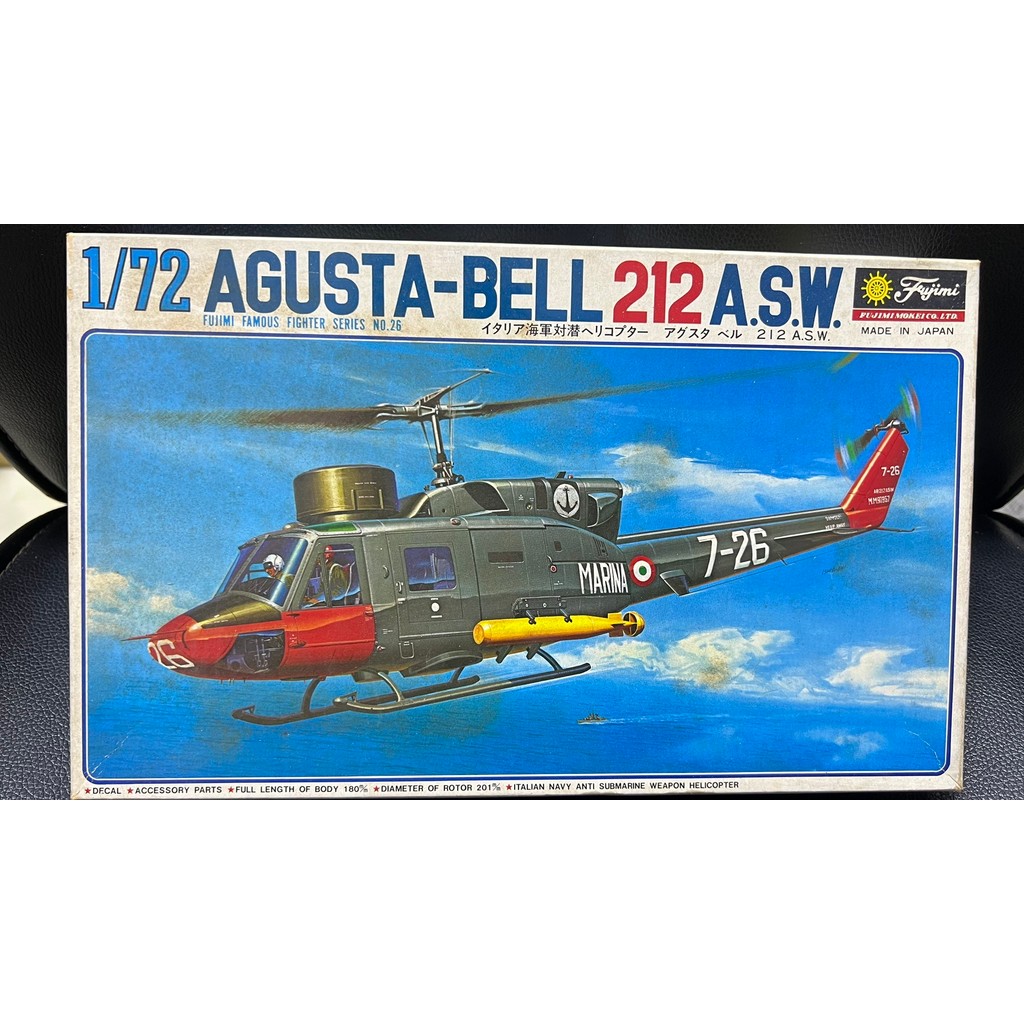 1/72 AGUSTA-BELL 212 A.S.W.
Fujimi
FUJIMI MOKEI CO. LTD.
MADE IN JAPAN
FUJIMI FAMOUS FIGHTER SERIES NO.26
イタリア海軍対潜ヘリコプター アグスタ ベル 212 A.S.W.
7-26
7-26
MARINA
26
★DECAL ★ACCESSORY PARTS ★FULL LENGTH OF BODY 180m/m ★DIAMETER OF ROTOR 201m/m ★ITALIAN NAVY ANTI SUBMARINE WEAPON HELICOPTER